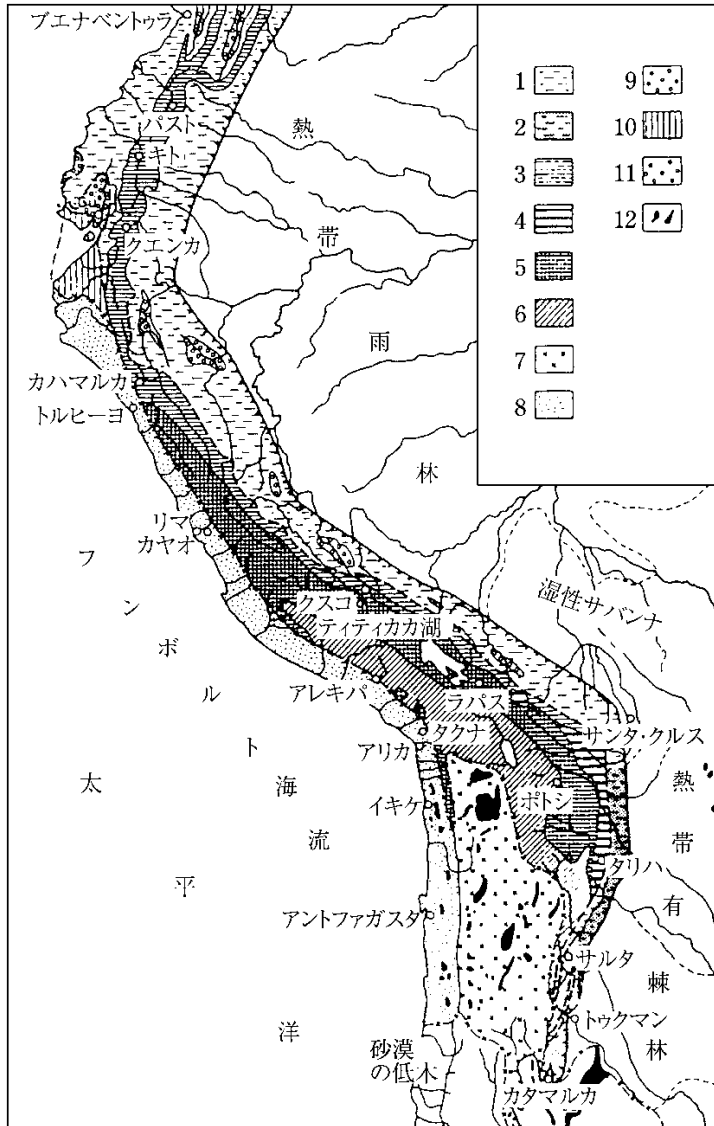 ブエナベントゥラ
パスト
キト
クエンカ
カハマルカ
トルヒーヨ
リマ
カヤオ
クスコ
ティティカカ湖
アレキパ
ラパス
タクナ
アリカ
サンタ・クルス
イキケ
ポトシ
タリハ
アントファガスタ
サルタ
トゥクマン
砂漠
の低木
カタマルカ
熱帯雨林
湿性サバンナ
熱帯有棘林
フンボルト海流
太平洋
1
2
3
4
5
6
7
8
9
10
11
12